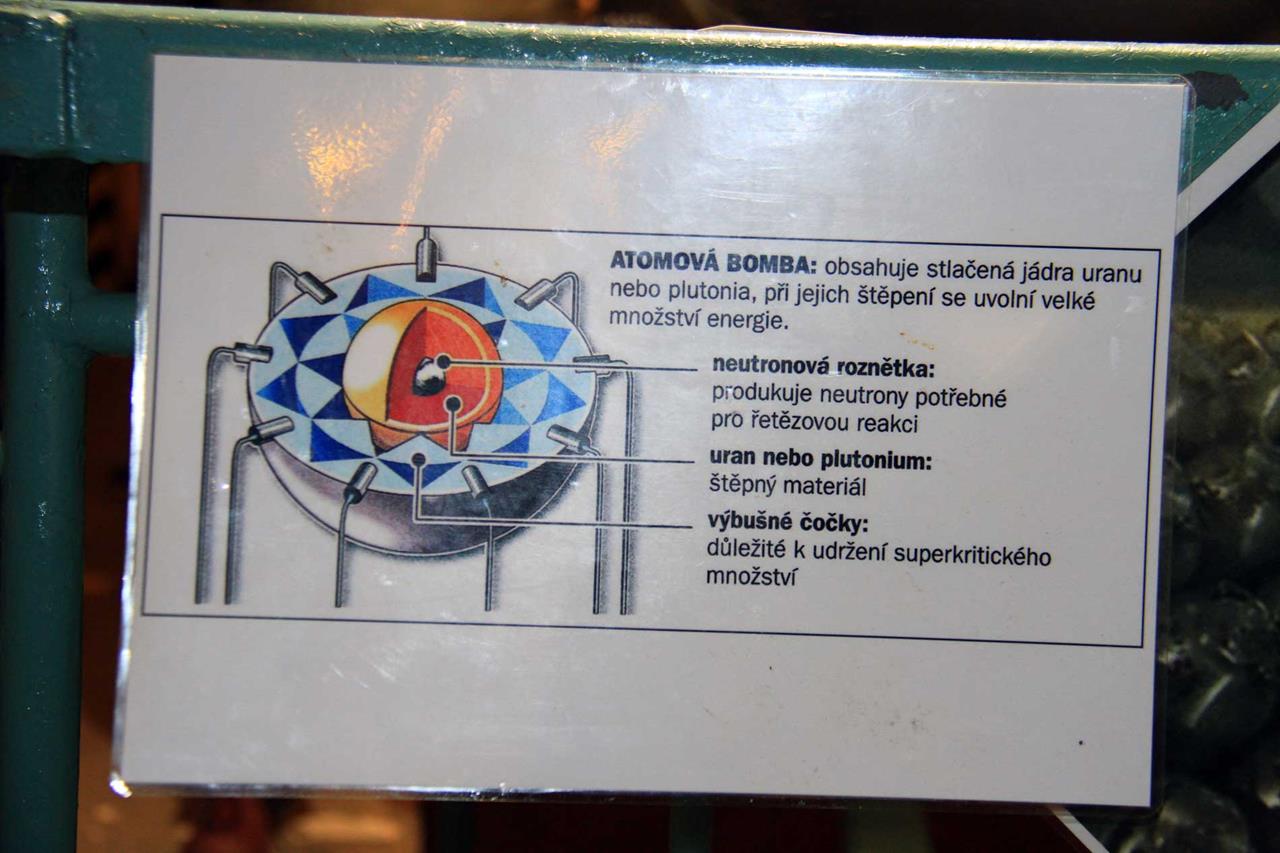 ATOMOVÁ BOMBA: obsahuje stlačená jádra uranu
nebo plutonia, při jejich štěpení se uvolní velké
množství energie.
neutronová roznětka:
produkuje neutrony potřebné
pro řetězovou reakci
uran nebo plutonium:
štěpný materiál
výbušné čočky:
důležité k udržení superkritického
množství